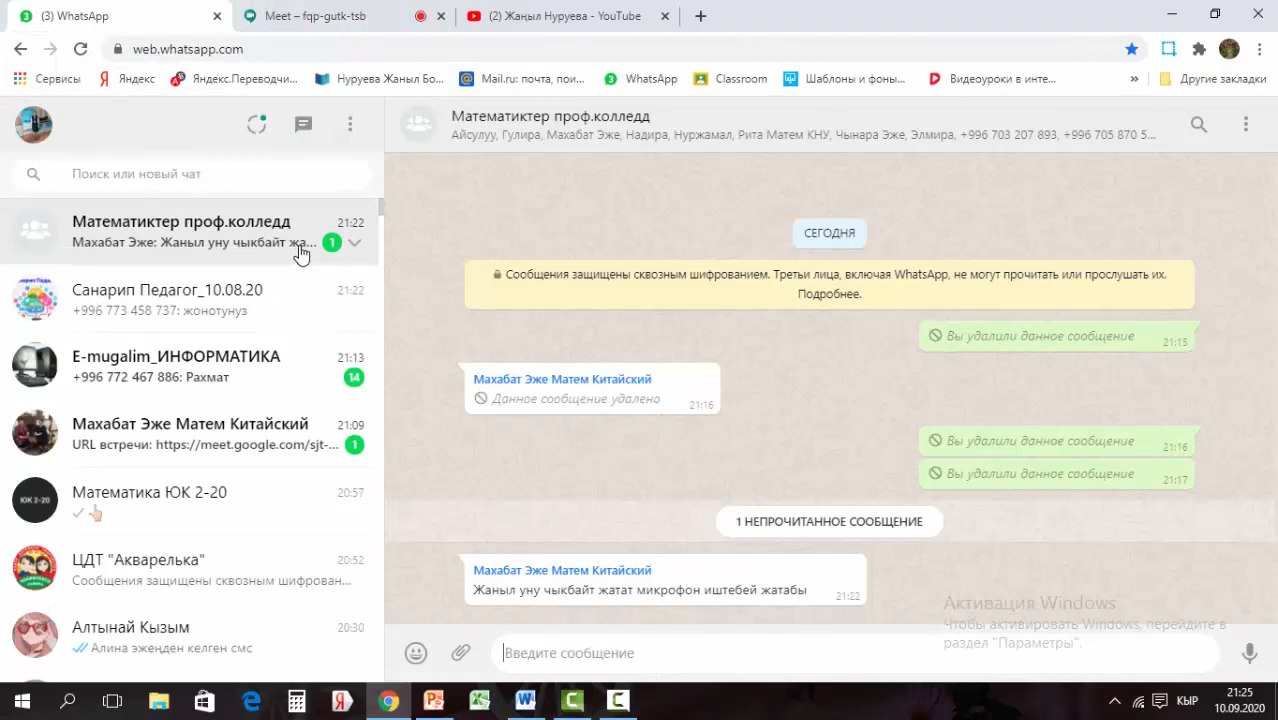 (3) WhatsApp
Meet – fqp-gutk-tsb
(2) Жаңыл Нуруева - YouTube
web.whatsapp.com
Сервисы
Яндекс
Яндекс.Переводчи...
Нуруева Жаныл Бо...
Mail.ru: почта, пои...
WhatsApp
Classroom
Шаблоны и фоны...
Видеоуроки в инте...
Другие закладки
Поиск или новый чат
Математиктер проф.колледд 21:22
Махабат Эже: Жаныл уну чыкбайт жа... 1
Санарип Педагог_10.08.20 21:22
+996 773 458 737: жонотунуз
E-mugalim_ИНФОРМАТИКА 21:13
+996 772 467 886: Рахмат 14
Махабат Эже Матем Китайский 21:09
URL встречи: https://meet.google.com/sjt-... 1
ЮК 2-20
Математика ЮК 2-20 20:57
ЦДТ "Акварелька" 20:52
Сообщения защищены сквозным шифрован...
Алтынай Кызым 20:30
Алина эжеңден келген смс
Математиктер проф.колледд
Айсулуу, Гулира, Махабат Эже, Надира, Нуржамал, Рита Матем КНУ, Чынара Эже, Элмира, +996 703 207 893, +996 705 870 5...
СЕГОДНЯ
Сообщения защищены сквозным шифрованием. Третьи лица, включая WhatsApp, не могут прочитать или прослушать их.
Подробнее.
Вы удалили данное сообщение 21:15
Махабат Эже Матем Китайский
Данное сообщение удалено 21:16
Вы удалили данное сообщение 21:16
Вы удалили данное сообщение 21:17
1 НЕПРОЧИТАННОЕ СООБЩЕНИЕ
Махабат Эже Матем Китайский
Жаныл уну чыкбайт жатат микрофон иштебей жатабы 21:22
Активация Windows
Чтобы активировать Windows, перейдите в
раздел "Параметры".
Введите сообщение
КЫР
21:25
10.09.2020